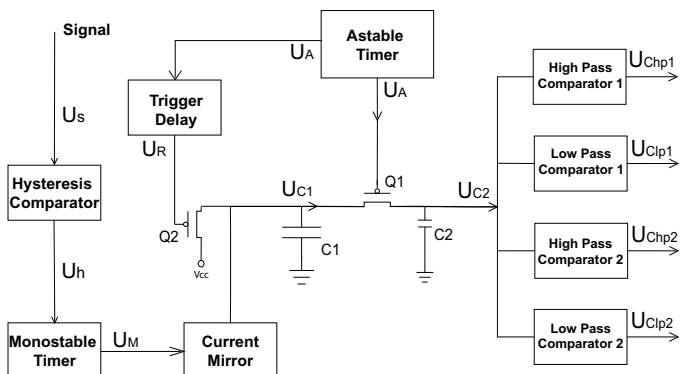 Signal
Astable
Timer
UA
UA
High Pass
Comparator 1
UChp1
Trigger
Delay
Us
UR
Low Pass
Comparator 1
UClp1
Hysteresis
Comparator
UC1
Q1
UC2
Q2
C1
C2
Vcc
High Pass
Comparator 2
UChp2
Uh
Monostable
Timer
UM
Current
Mirror
Low Pass
Comparator 2
UClp2